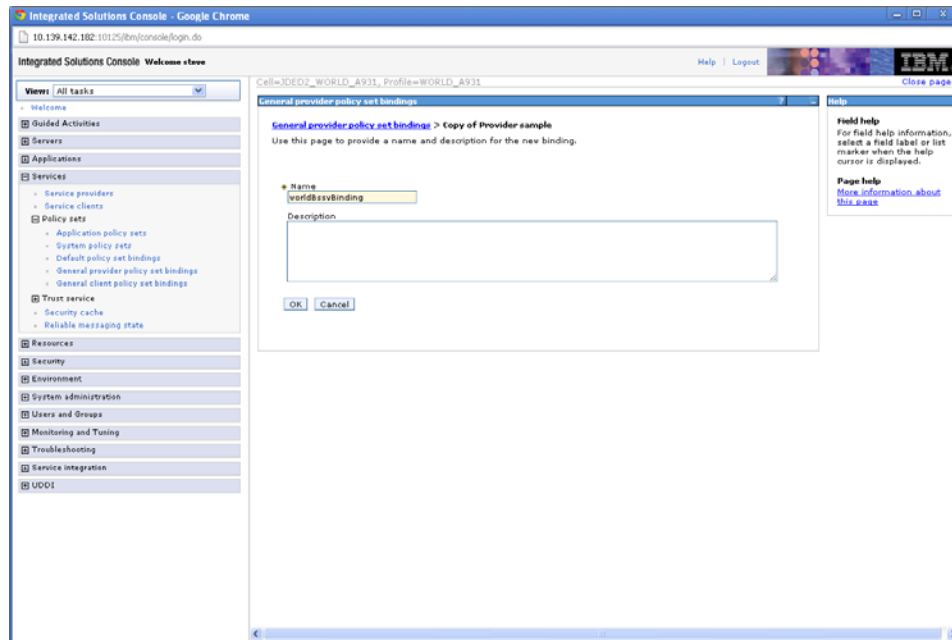 Integrated Solutions Console - Google Chrome
10.139.142.182:10125/ibm/console/login.do
Integrated Solutions Console Welcome steve
Help | Logout
IBM
Cell=JDED2_WORLD_A931, Profile=WORLD_A931
Close page
View: All tasks
Welcome
Guided Activities
Servers
Applications
Services
Service providers
Service clients
Policy sets
Application policy sets
System policy sets
Default policy set bindings
General provider policy set bindings
General client policy set bindings
Trust service
Security cache
Reliable messaging state
Resources
Security
Environment
System administration
Users and Groups
Monitoring and Tuning
Troubleshooting
Service integration
UDDI
General provider policy set bindings ? -
General provider policy set bindings > Copy of Provider sample
Use this page to provide a name and description for the new binding.
* Name
worldBssvBinding
Description
OK Cancel
Help
Field help
For field help information,
select a field label or list
marker when the help
cursor is displayed.
Page help
More information about
this page